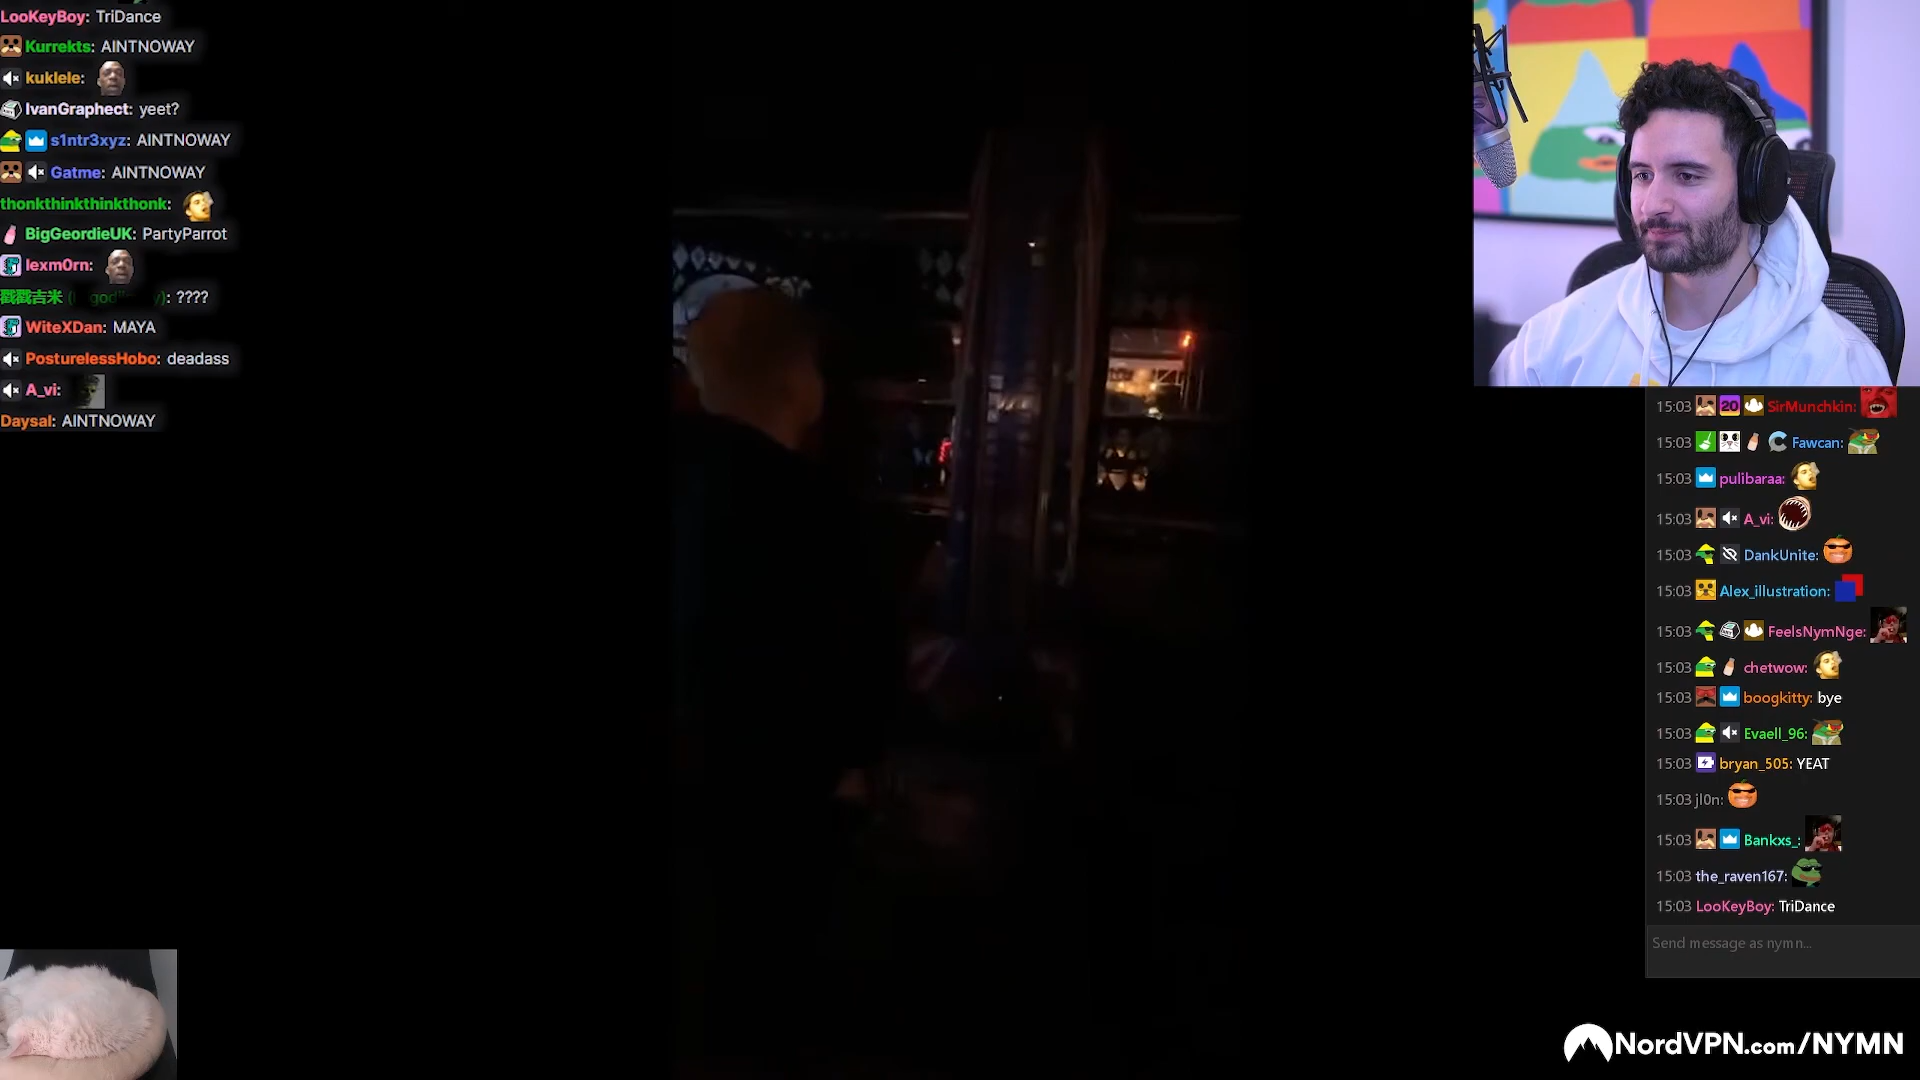 LooKeyBoy: TriDance
Kurrekts: AINTNOWAY
kuklele:
IvanGraphect: yeet?
s1ntr3xyz: AINTNOWAY
Gatme: AINTNOWAY
thonkthinkthinkthonk:
BigGeordieUK: PartyParrot
lexm0rn:
戳戳吉米 ): ????
WiteXDan: MAYA
PosturelessHobo: deadass
A_vi:
Daysal: AINTNOWAY
15:03 20 SirMunchkin:
15:03 Fawcan:
15:03 pulibaraa:
15:03 A_vi:
15:03 DankUnite:
15:03 Alex_illustration:
15:03 FeelsNymNge:
15:03 chetwow:
15:03 boogkitty: bye
15:03 Evaell_96:
15:03 bryan_505: YEAT
15:03 jl0n:
15:03 Bankxs_:
15:03 the_raven167:
15:03 LooKeyBoy: TriDance
Send message as nymn...
NordVPN.com/NYMN